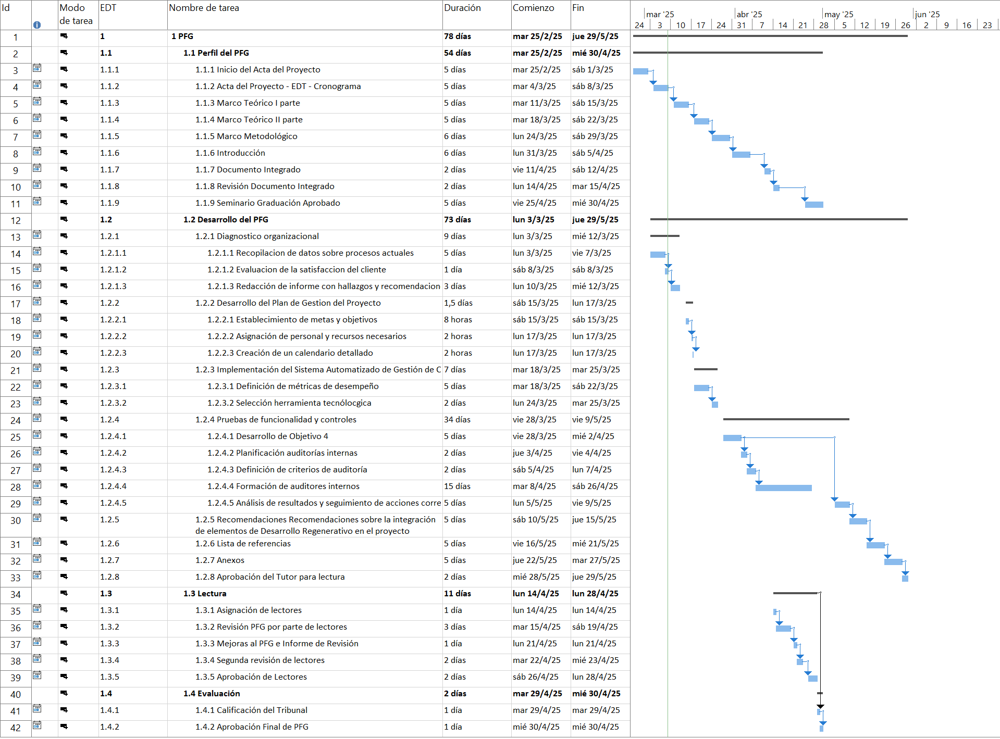 Id Modo de tarea EDT Nombre de tarea Duración Comienzo Fin
mar '25 abr '25 may '25 jun '25
24 3 10 17 24 31 7 14 21 28 5 12 19 26 2 9 16 23
1 1 1 PFG 78 días mar 25/2/25 jue 29/5/25
2 1.1 1.1 Perfil del PFG 54 días mar 25/2/25 mié 30/4/25
3 1.1.1 1.1.1 Inicio del Acta del Proyecto 5 días mar 25/2/25 sáb 1/3/25
4 1.1.2 1.1.2 Acta del Proyecto - EDT - Cronograma 5 días mar 4/3/25 sáb 8/3/25
5 1.1.3 1.1.3 Marco Teórico I parte 5 días mar 11/3/25 sáb 15/3/25
6 1.1.4 1.1.4 Marco Teórico II parte 5 días mar 18/3/25 sáb 22/3/25
7 1.1.5 1.1.5 Marco Metodológico 6 días lun 24/3/25 sáb 29/3/25
8 1.1.6 1.1.6 Introducción 6 días lun 31/3/25 sáb 5/4/25
9 1.1.7 1.1.7 Documento Integrado 2 días vie 11/4/25 sáb 12/4/25
10 1.1.8 1.1.8 Revisión Documento Integrado 2 días lun 14/4/25 mar 15/4/25
11 1.1.9 1.1.9 Seminario Graduación Aprobado 5 días vie 25/4/25 mié 30/4/25
12 1.2 1.2 Desarrollo del PFG 73 días lun 3/3/25 jue 29/5/25
13 1.2.1 1.2.1 Diagnostico organizacional 9 días lun 3/3/25 mié 12/3/25
14 1.2.1.1 1.2.1.1 Recopilacion de datos sobre procesos actuales 5 días lun 3/3/25 vie 7/3/25
15 1.2.1.2 1.2.1.2 Evaluacion de la satisfaccion del cliente 1 día sáb 8/3/25 sáb 8/3/25
16 1.2.1.3 1.2.1.3 Redacción de informe con hallazgos y recomendacion 3 días lun 10/3/25 mié 12/3/25
17 1.2.2 1.2.2 Desarrollo del Plan de Gestion del Proyecto 1,5 días sáb 15/3/25 lun 17/3/25
18 1.2.2.1 1.2.2.1 Establecimiento de metas y objetivos 8 horas sáb 15/3/25 sáb 15/3/25
19 1.2.2.2 1.2.2.2 Asignación de personal y recursos necesarios 2 horas lun 17/3/25 lun 17/3/25
20 1.2.2.3 1.2.2.3 Creación de un calendario detallado 2 horas lun 17/3/25 lun 17/3/25
21 1.2.3 1.2.3 Implementación del Sistema Automatizado de Gestión de C 7 días mar 18/3/25 mar 25/3/25
22 1.2.3.1 1.2.3.1 Definición de métricas de desempeño 5 días mar 18/3/25 sáb 22/3/25
23 1.2.3.2 1.2.3.2 Selección herramienta tecnólocgica 2 días lun 24/3/25 mar 25/3/25
24 1.2.4 1.2.4 Pruebas de funcionalidad y controles 34 días vie 28/3/25 vie 9/5/25
25 1.2.4.1 1.2.4.1 Desarrollo de Objetivo 4 5 días vie 28/3/25 mié 2/4/25
26 1.2.4.2 1.2.4.2 Planificación auditorías internas 2 días jue 3/4/25 vie 4/4/25
27 1.2.4.3 1.2.4.3 Definición de criterios de auditoría 2 días sáb 5/4/25 lun 7/4/25
28 1.2.4.4 1.2.4.4 Formación de auditores internos 15 días mar 8/4/25 sáb 26/4/25
29 1.2.4.5 1.2.4.5 Análisis de resultados y seguimiento de acciones corre 5 días lun 5/5/25 vie 9/5/25
30 1.2.5 1.2.5 Recomendaciones Recomendaciones sobre la integración 5 días sáb 10/5/25 jue 15/5/25
de elementos de Desarrollo Regenerativo en el proyecto
31 1.2.6 1.2.6 Lista de referencias 5 días vie 16/5/25 mié 21/5/25
32 1.2.7 1.2.7 Anexos 5 días jue 22/5/25 mar 27/5/25
33 1.2.8 1.2.8 Aprobación del Tutor para lectura 2 días mié 28/5/25 jue 29/5/25
34 1.3 1.3 Lectura 11 días lun 14/4/25 lun 28/4/25
35 1.3.1 1.3.1 Asignación de lectores 1 día lun 14/4/25 lun 14/4/25
36 1.3.2 1.3.2 Revisión PFG por parte de lectores 3 días mar 15/4/25 sáb 19/4/25
37 1.3.3 1.3.3 Mejoras al PFG e Informe de Revisión 1 día lun 21/4/25 lun 21/4/25
38 1.3.4 1.3.4 Segunda revisión de lectores 2 días mar 22/4/25 mié 23/4/25
39 1.3.5 1.3.5 Aprobación de Lectores 2 días sáb 26/4/25 lun 28/4/25
40 1.4 1.4 Evaluación 2 días mar 29/4/25 mié 30/4/25
41 1.4.1 1.4.1 Calificación del Tribunal 1 día mar 29/4/25 mar 29/4/25
42 1.4.2 1.4.2 Aprobación Final de PFG 1 día mié 30/4/25 mié 30/4/25